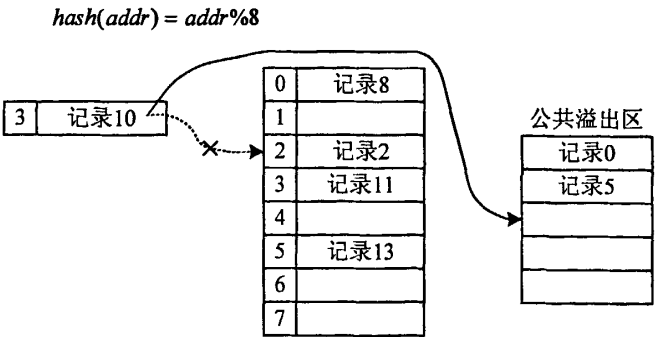 hash(addr) = addr%8
3 记录10
0 记录8
1
2 记录2
3 记录11
4
5 记录13
6
7
公共溢出区
记录0
记录5